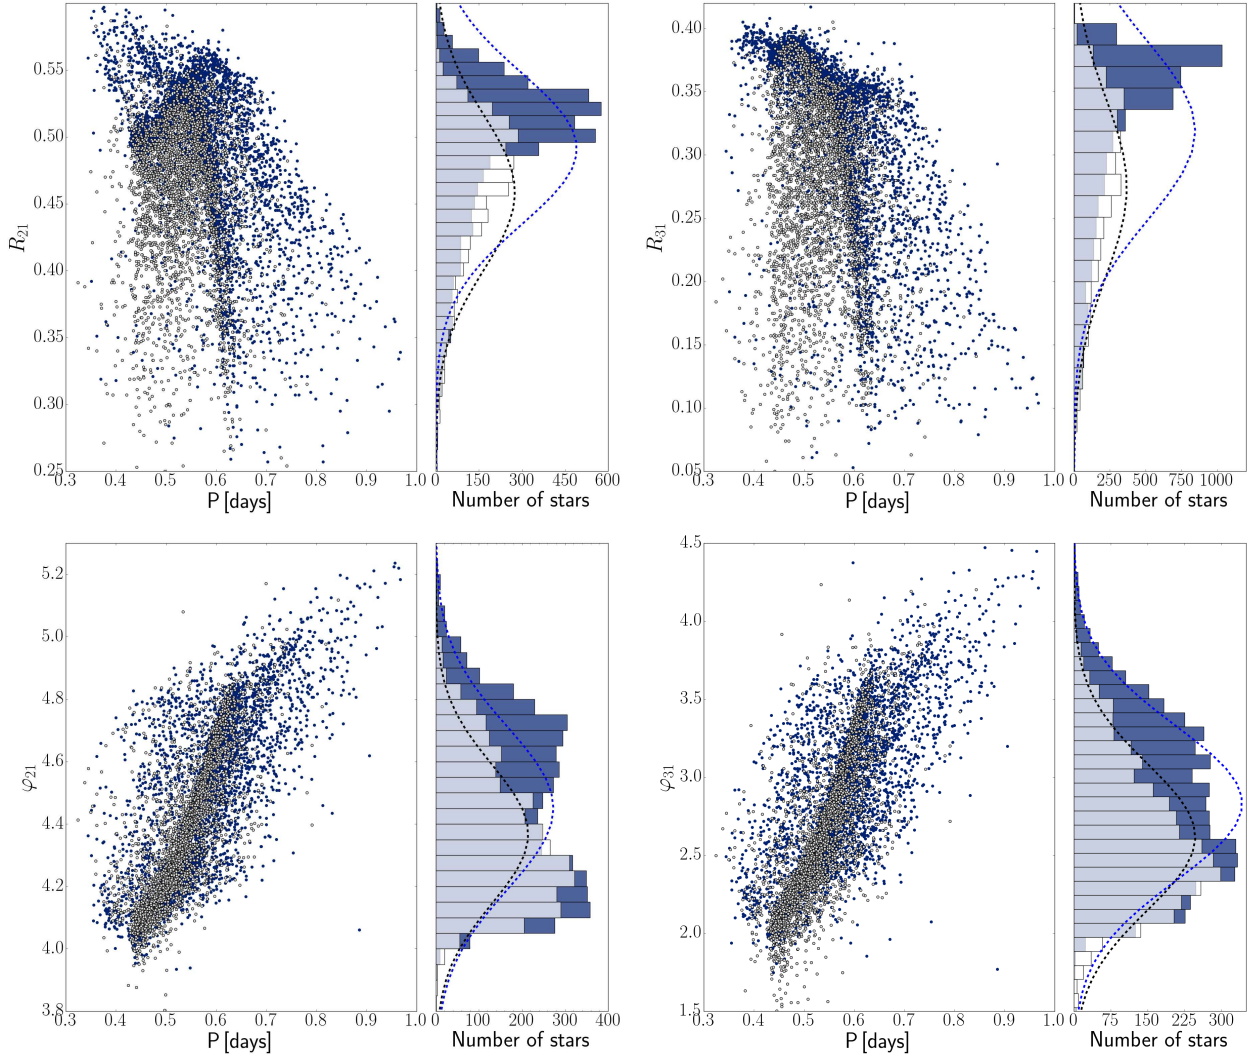 0.55
0.50
0.45
0.40
0.35
0.30
0.25
R21
0.3 0.4 0.5 0.6 0.7 0.8 0.9 1.0
P [days]
0 150 300 450 600
Number of stars
0.40
0.35
0.30
0.25
0.20
0.15
0.10
0.05
R31
0.3 0.4 0.5 0.6 0.7 0.8 0.9 1.0
P [days]
0 250 500 750 1000
Number of stars
5.2
5.0
4.8
4.6
4.4
4.2
4.0
3.8
φ21
0.3 0.4 0.5 0.6 0.7 0.8 0.9 1.0
P [days]
0 100 200 300 400
Number of stars
4.5
4.0
3.5
3.0
2.5
2.0
1.5
φ31
0.3 0.4 0.5 0.6 0.7 0.8 0.9 1.0
P [days]
0 75 150 225 300
Number of stars